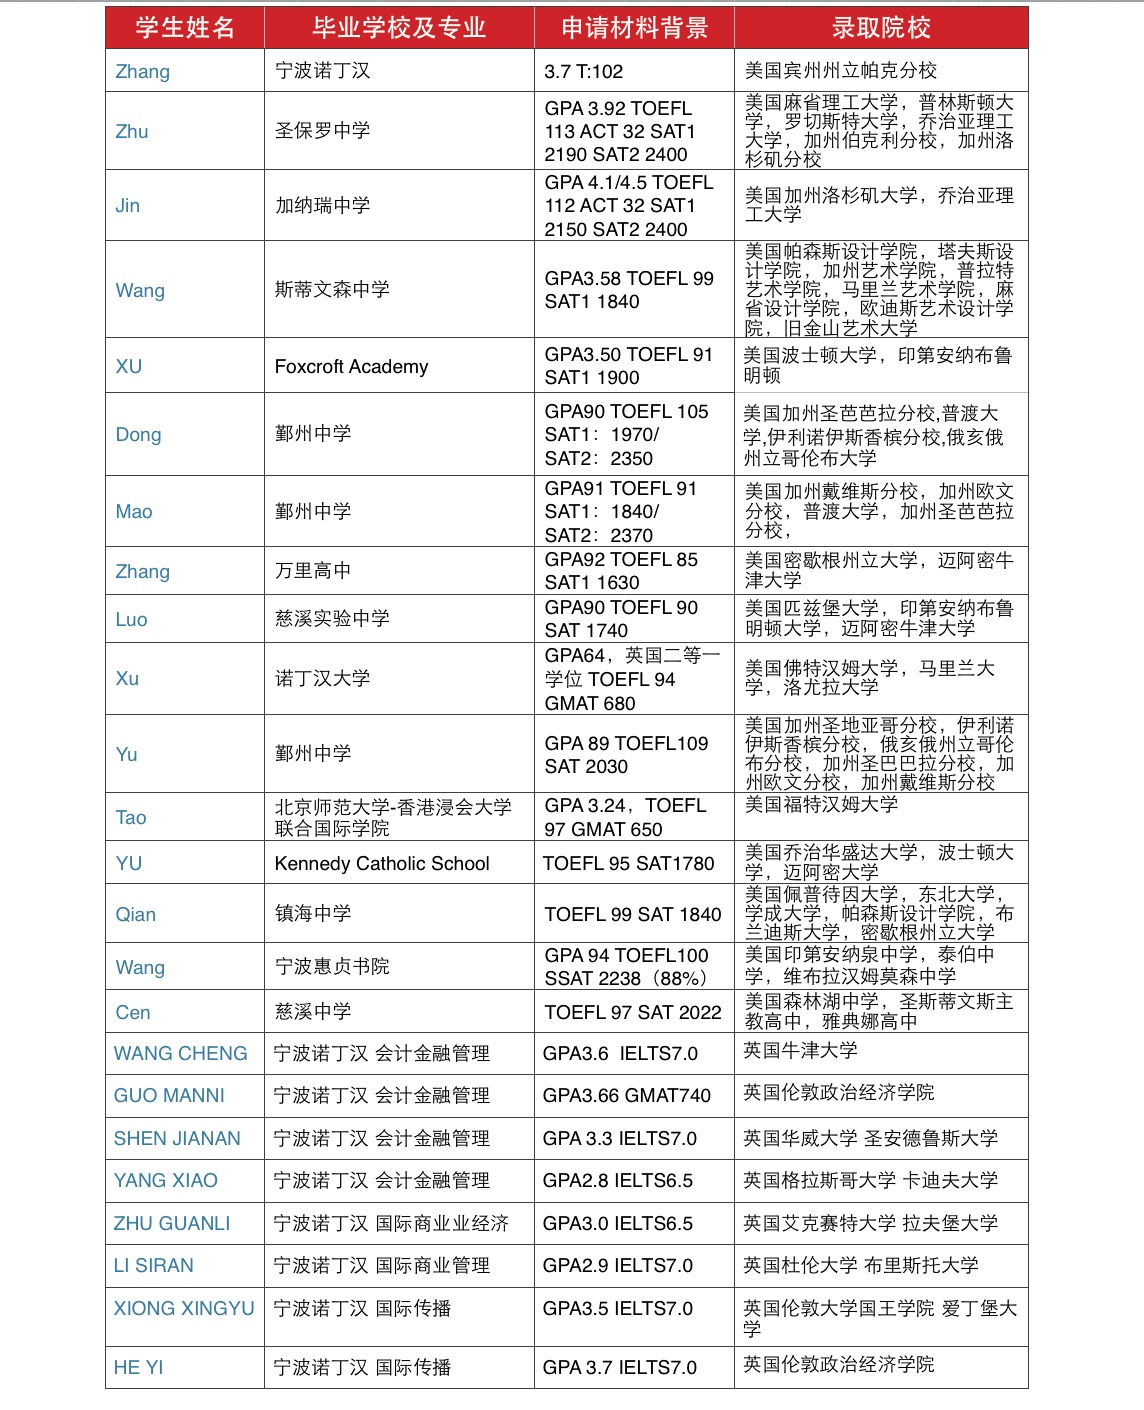 学生姓名 毕业学校及专业 申请材料背景 录取院校
Zhang 宁波诺丁汉 3.7 T:102 美国宾州州立帕克分校
Zhu 圣保罗中学
GPA 3.92 TOEFL
113 ACT 32 SAT1
2190 SAT2 2400
美国麻省理工大学，普林斯顿大
学，罗切斯特大学，乔治亚理工
大学，加州伯克利分校，加州洛
杉矶分校
Jin 加纳瑞中学
GPA 4.1/4.5 TOEFL
112 ACT 32 SAT1
2150 SAT2 2400
美国加州洛杉矶大学，乔治亚理
工大学
Wang 斯蒂文森中学
GPA3.58 TOEFL 99
SAT1 1840
美国帕森斯设计学院，塔夫斯设
计学院，加州艺术学院，普拉特
艺术学院，马里兰艺术学院，麻
省设计学院，欧迪斯艺术设计学
院，旧金山艺术大学
XU Foxcroft Academy
GPA3.50 TOEFL 91
SAT1 1900
美国波士顿大学，印第安纳布鲁
明顿
Dong 鄞州中学
GPA90 TOEFL 105
SAT1：1970/
SAT2：2350
美国加州圣芭芭拉分校,普渡大
学,伊利诺伊斯香槟分校,俄亥俄
州立哥伦布大学
Mao 鄞州中学
GPA91 TOEFL 91
SAT1：1840/
SAT2：2370
美国加州戴维斯分校，加州欧文
分校，普渡大学，加州圣芭芭拉
分校，
Zhang 万里高中
GPA92 TOEFL 85
SAT1 1630
美国密歇根州立大学，迈阿密牛
津大学
Luo 慈溪实验中学
GPA90 TOEFL 90
SAT 1740
美国匹兹堡大学，印第安纳布鲁
明顿大学，迈阿密牛津大学
Xu 诺丁汉大学
GPA64，英国二等一
学位 TOEFL 94
GMAT 680
美国佛特汉姆大学，马里兰大
学，洛尤拉大学
Yu 鄞州中学
GPA 89 TOEFL109
SAT 2030
美国加州圣地亚哥分校，伊利诺
伊斯香槟分校，俄亥俄州立哥伦
布分校，加州圣巴巴拉分校，加
州欧文分校，加州戴维斯分校
Tao
北京师范大学-香港浸会大学
联合国际学院
GPA 3.24，TOEFL
97 GMAT 650
美国福特汉姆大学
YU Kennedy Catholic School TOEFL 95 SAT1780
美国乔治华盛达大学，波士顿大
学，迈阿密大学
Qian 镇海中学 TOEFL 99 SAT 1840
美国佩普待因大学，东北大学，
学成大学，帕森斯设计学院，布
兰迪斯大学，密歇根州立大学
Wang 宁波惠贞书院
GPA 94 TOEFL100
SSAT 2238（88%）
美国印第安纳泉中学，泰伯中
学，维布拉汉姆莫森中学
Cen 慈溪中学 TOEFL 97 SAT 2022
美国森林湖中学，圣斯蒂文斯主
教高中，雅典娜高中
WANG CHENG 宁波诺丁汉 会计金融管理 GPA3.6 IELTS7.0 英国牛津大学
GUO MANNI 宁波诺丁汉 会计金融管理 GPA3.66 GMAT740 英国伦敦政治经济学院
SHEN JIANAN 宁波诺丁汉 会计金融管理 GPA 3.3 IELTS7.0 英国华威大学 圣安德鲁斯大学
YANG XIAO 宁波诺丁汉 会计金融管理 GPA2.8 IELTS6.5 英国格拉斯哥大学 卡迪夫大学
ZHU GUANLI 宁波诺丁汉 国际商业业经济 GPA3.0 IELTS6.5 英国艾克赛特大学 拉夫堡大学
LI SIRAN 宁波诺丁汉 国际商业管理 GPA2.9 IELTS7.0 英国杜伦大学 布里斯托大学
XIONG XINGYU 宁波诺丁汉 国际传播 GPA3.5 IELTS7.0 英国伦敦大学国王学院 爱丁堡大
学
HE YI 宁波诺丁汉 国际传播 GPA 3.7 IELTS7.0 英国伦敦政治经济学院